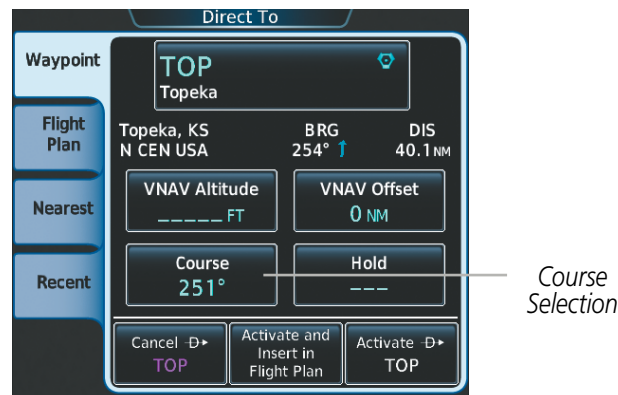 Direct To
Waypoint
TOP
Topeka
Flight
Plan
Topeka, KS
N CEN USA
BRG
254°
DIS
40.1NM
Nearest
VNAV Altitude
_____ FT
VNAV Offset
0 NM
Recent
Course
251°
Hold
___
Course
Selection
Cancel D
TOP
Activate and
Insert in
Flight Plan
Activate D
TOP